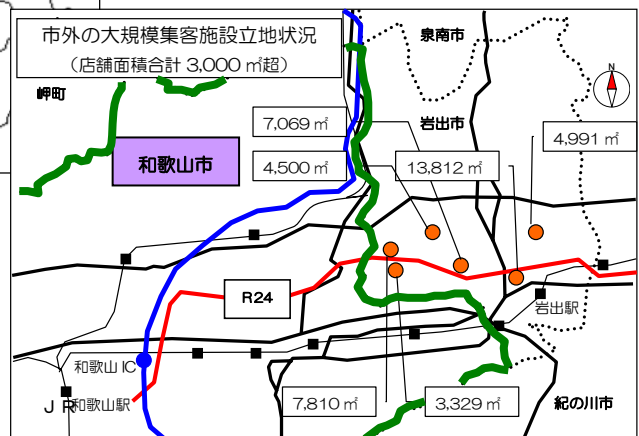 市外の大規模集客施設立地状況
（店舗面積合計 3,000 ㎡超）
泉南市
N
岬町
7,069 ㎡
岩出市
4,991 ㎡
和歌山市
4,500 ㎡
13,812 ㎡
R24
岩出駅
和歌山 IC
ＪＲ和歌山駅
7,810 ㎡
3,329 ㎡
紀の川市